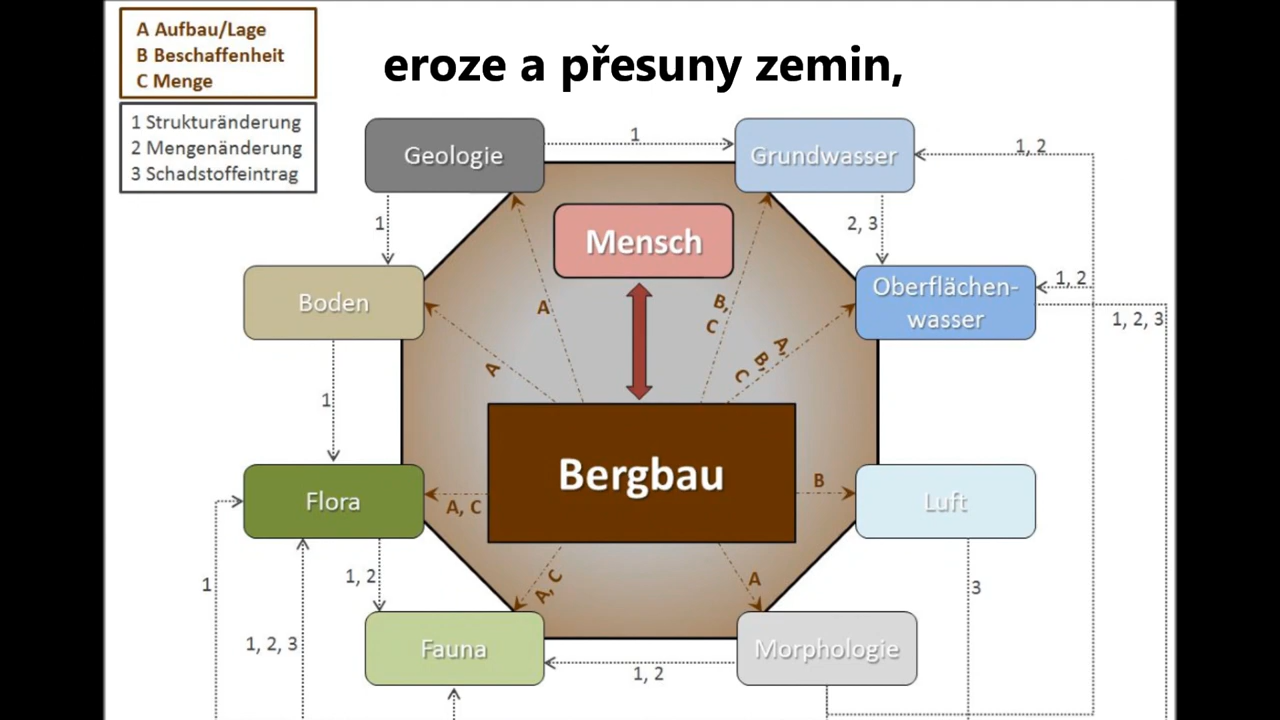 A Aufbau/Lage
B Beschaffenheit
C Menge
1 Strukturänderung
2 Mengenänderung
3 Schadstoffeintrag
eroze a přesuny zemin,
Geologie
1
Grundwasser
1, 2
Mensch
1
2, 3
Boden
A
B,
C
Oberflächen-
wasser
1, 2
1, 2, 3
A
A,
B,
C
1
Bergbau
Flora
A, C
B
Luft
1
1, 2
A, C
A
3
1, 2, 3
Fauna
1, 2
Morphologie